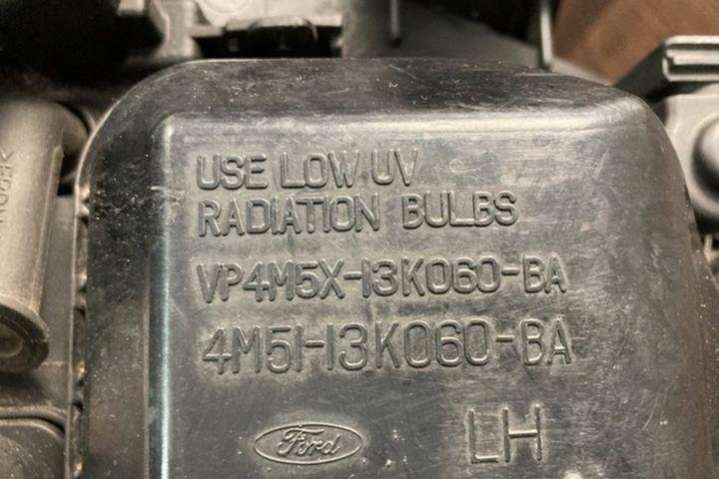 USE LOW UV
RADIATION BULBS
VP4M5X-13K060-BA
4M51-13K060-BA
Ford
LH